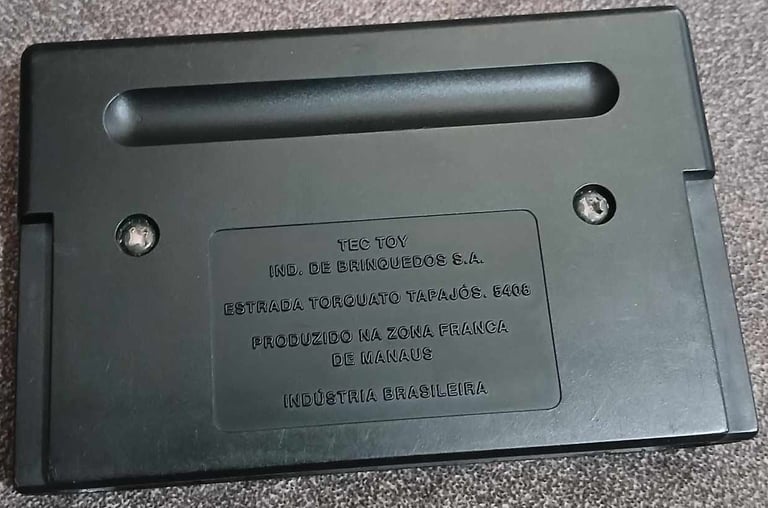 TEC TOY
IND. DE BRINQUEDOS S.A.
ESTRADA TORQUATO TAPAJÓS. 5408
PRODUZIDO NA ZONA FRANCA
DE MANAUS
INDÚSTRIA BRASILEIRA